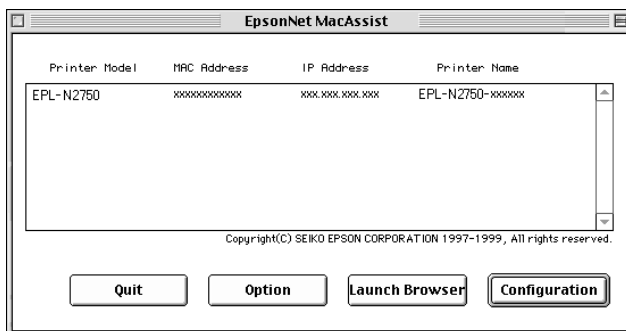 EpsonNet MacAssist
Printer Model MAC Address IP Address Printer Name
EPL-N2750 xxxxxxxxxxxx xxx.xxx.xxx.xxx EPL-N2750-xxxxxx
Copyright(C) SEIKO EPSON CORPORATION 1997-1999, All rights reserved.
Quit Option Launch Browser Configuration